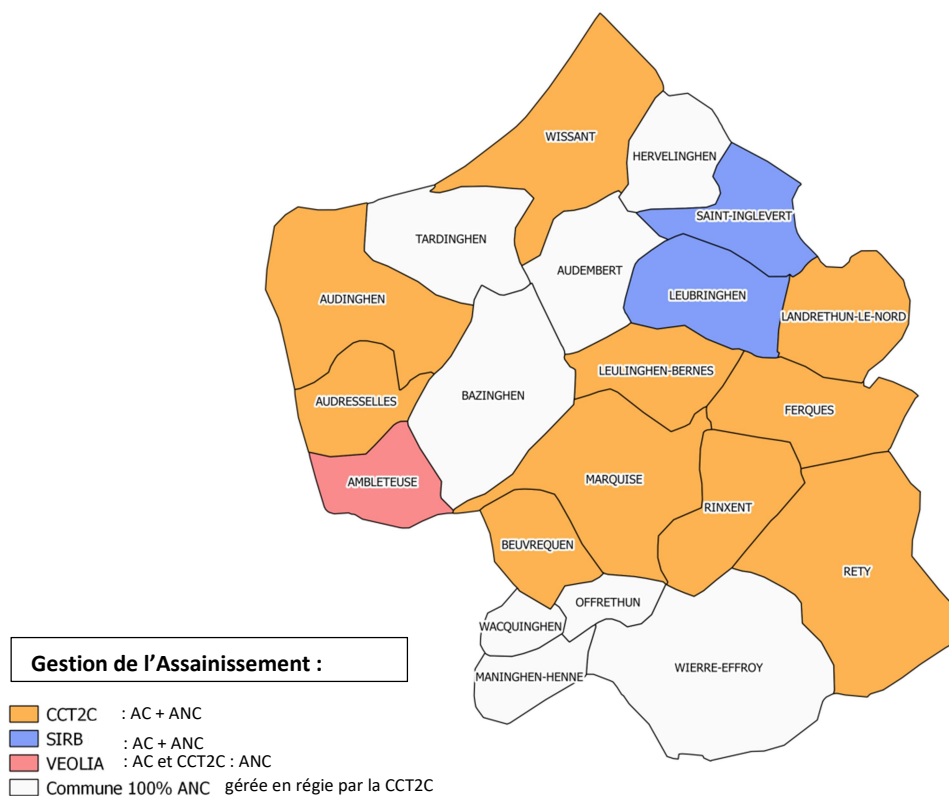 WISSANT
HERVELINGHEN
SAINT-INGLEVERT
TARDINGHEN
AUDEMBERT
LEUBRINGHEN
AUDINGHEN
LANDRETHUN-LE-NORD
LEULINGHEN-BERNES
BAZINGHEN
AUDRESSELLES
FERQUES
AMBLETEUSE
MARQUISE
RINXENT
BEUVREQUEN
RETY
OFFRETHUN
WACQUINGHEN
WIERRE-EFFROY
MANINGHEN-HENNE
Gestion de l’Assainissement :
CCT2C : AC + ANC
SIRB : AC + ANC
VEOLIA : AC et CCT2C : ANC
Commune 100% ANC gérée en régie par la CCT2C